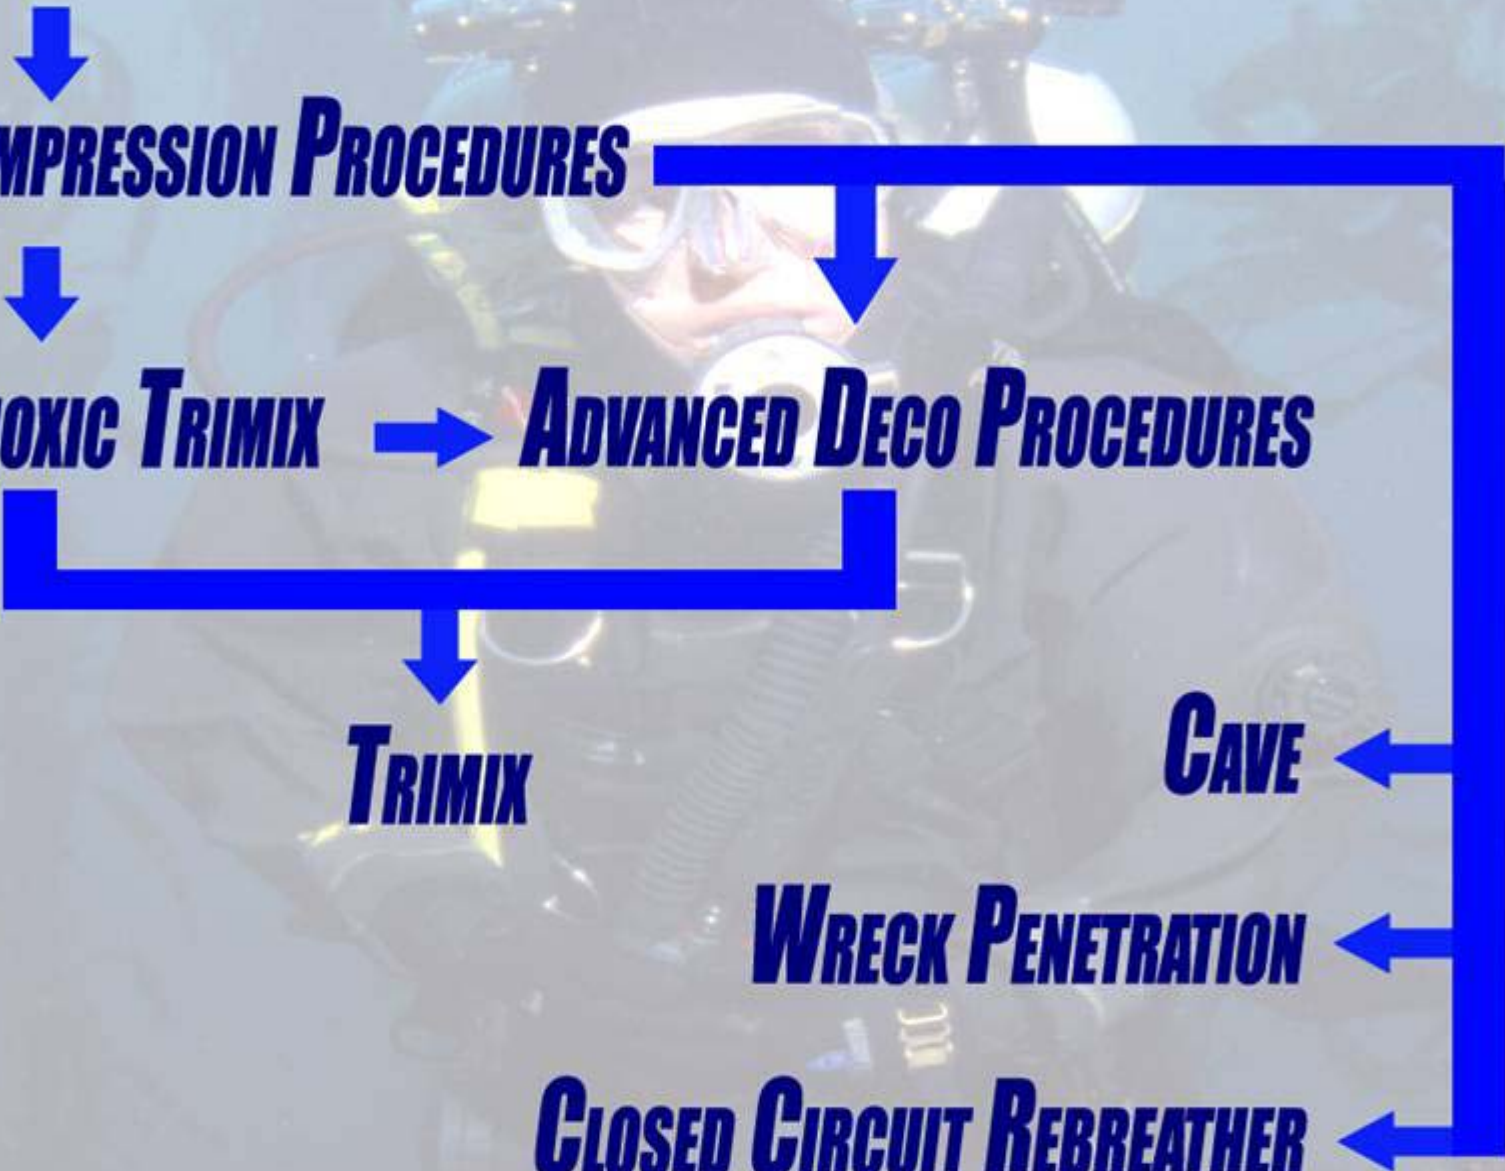 MPRESSION PROCEDURES
OXIC TRIMIX ADVANCED DECO PROCEDURES
TRIMIX
CAVE
WRECK PENETRATION
CLOSED CIRCUIT REBREATHER